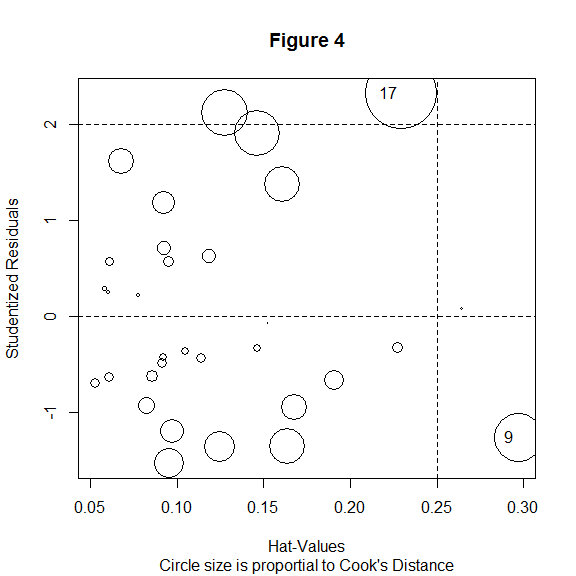 Figure 4
Studentized Residuals
2
1
0
-1
17
9
0.05 0.10 0.15 0.20 0.25 0.30
Hat-Values
Circle size is proportial to Cook's Distance